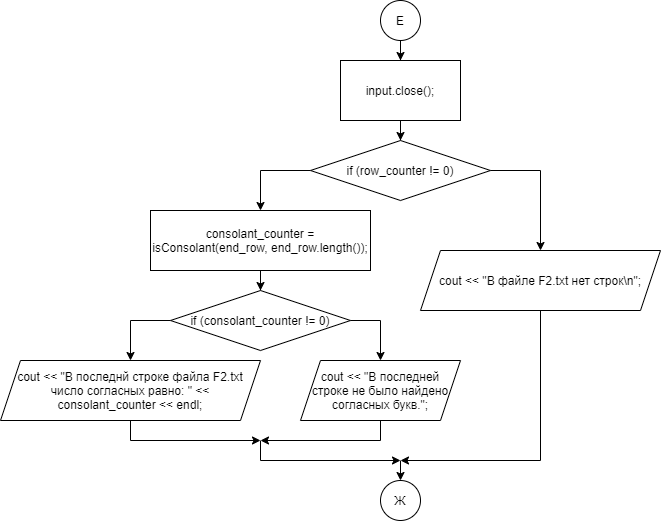 Е
input.close();
if (row_counter != 0)
consolant_counter =
isConsolant(end_row, end_row.length());
cout << "В файле F2.txt нет строк\n";
if (consolant_counter != 0)
cout << "В последнй строке файла F2.txt
число согласных равно: " <<
consolant_counter << endl;
cout << "В последней
строке не было найдено
согласных букв.";
Ж